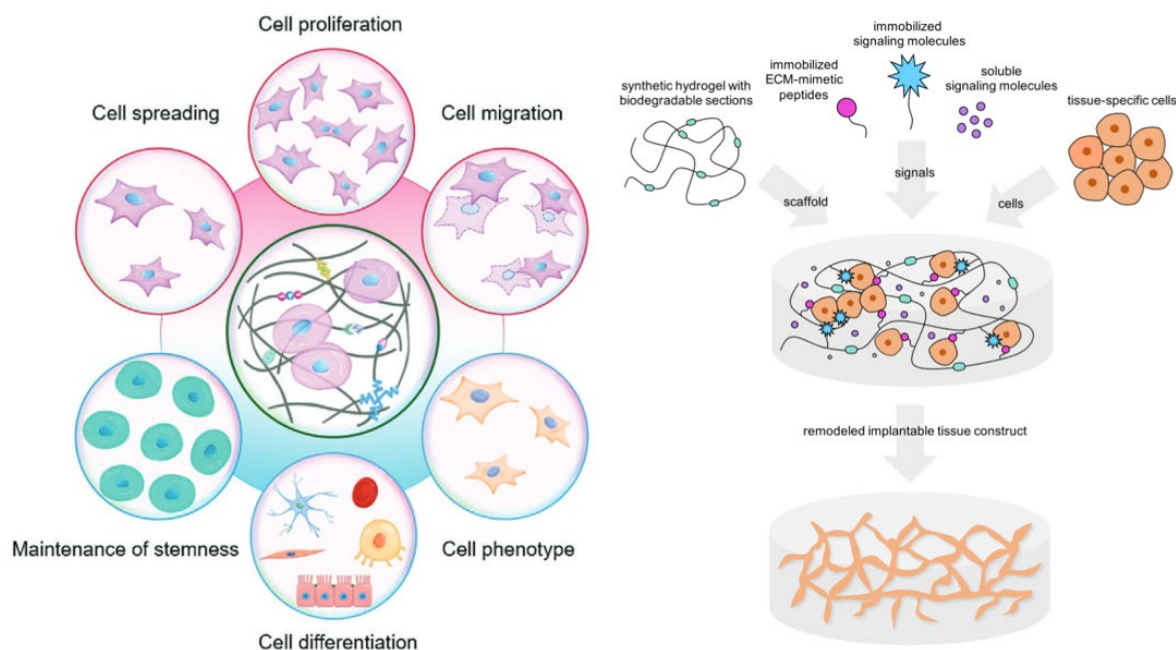 Cell proliferation
Cell spreading
Cell migration
Maintenance of stemness
Cell phenotype
Cell differentiation
immobilized
signaling molecules
immobilized
ECM-mimetic
peptides
synthetic hydrogel with
biodegradable sections
soluble
signaling molecules
tissue-specific cells
signals
scaffold
cells
remodeled implantable tissue construct